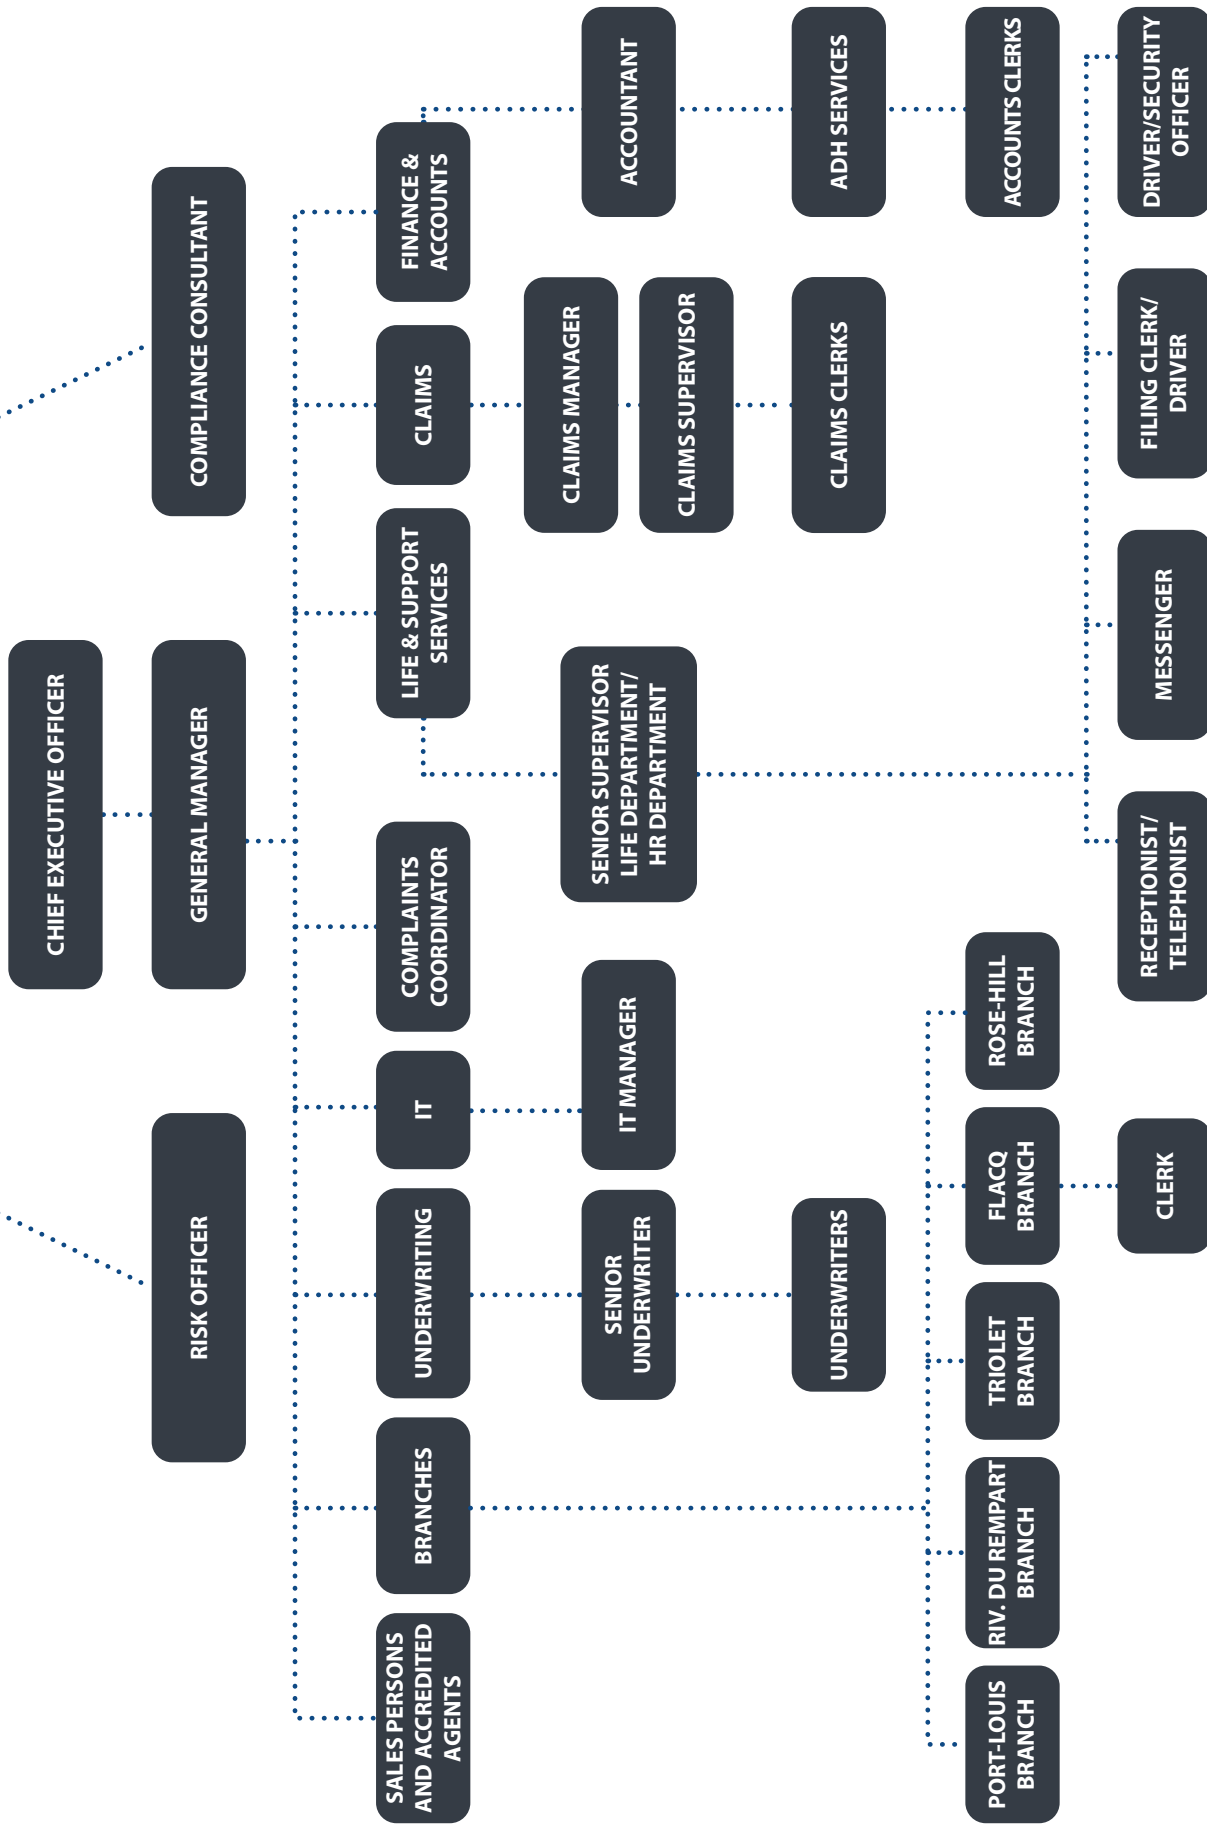 CHIEF EXECUTIVE OFFICER
RISK OFFICER
GENERAL MANAGER
COMPLIANCE CONSULTANT
SALES PERSONS
AND ACCREDITED
AGENTS
BRANCHES
UNDERWRITING
IT
COMPLAINTS
COORDINATOR
LIFE & SUPPORT
SERVICES
CLAIMS
FINANCE &
ACCOUNTS
SENIOR
UNDERWRITER
IT MANAGER
SENIOR SUPERVISOR
LIFE DEPARTMENT/
HR DEPARTMENT
CLAIMS MANAGER
ACCOUNTANT
CLAIMS SUPERVISOR
UNDERWRITERS
CLAIMS CLERKS
ADH SERVICES
PORT-LOUIS
BRANCH
RIV. DU REMPART
BRANCH
TRIOLET
BRANCH
FLACQ
BRANCH
ROSE-HILL
BRANCH
ACCOUNTS CLERKS
CLERK
RECEPTIONIST/
TELEPHONIST
MESSENGER
FILING CLERK/
DRIVER
DRIVER/SECURITY
OFFICER